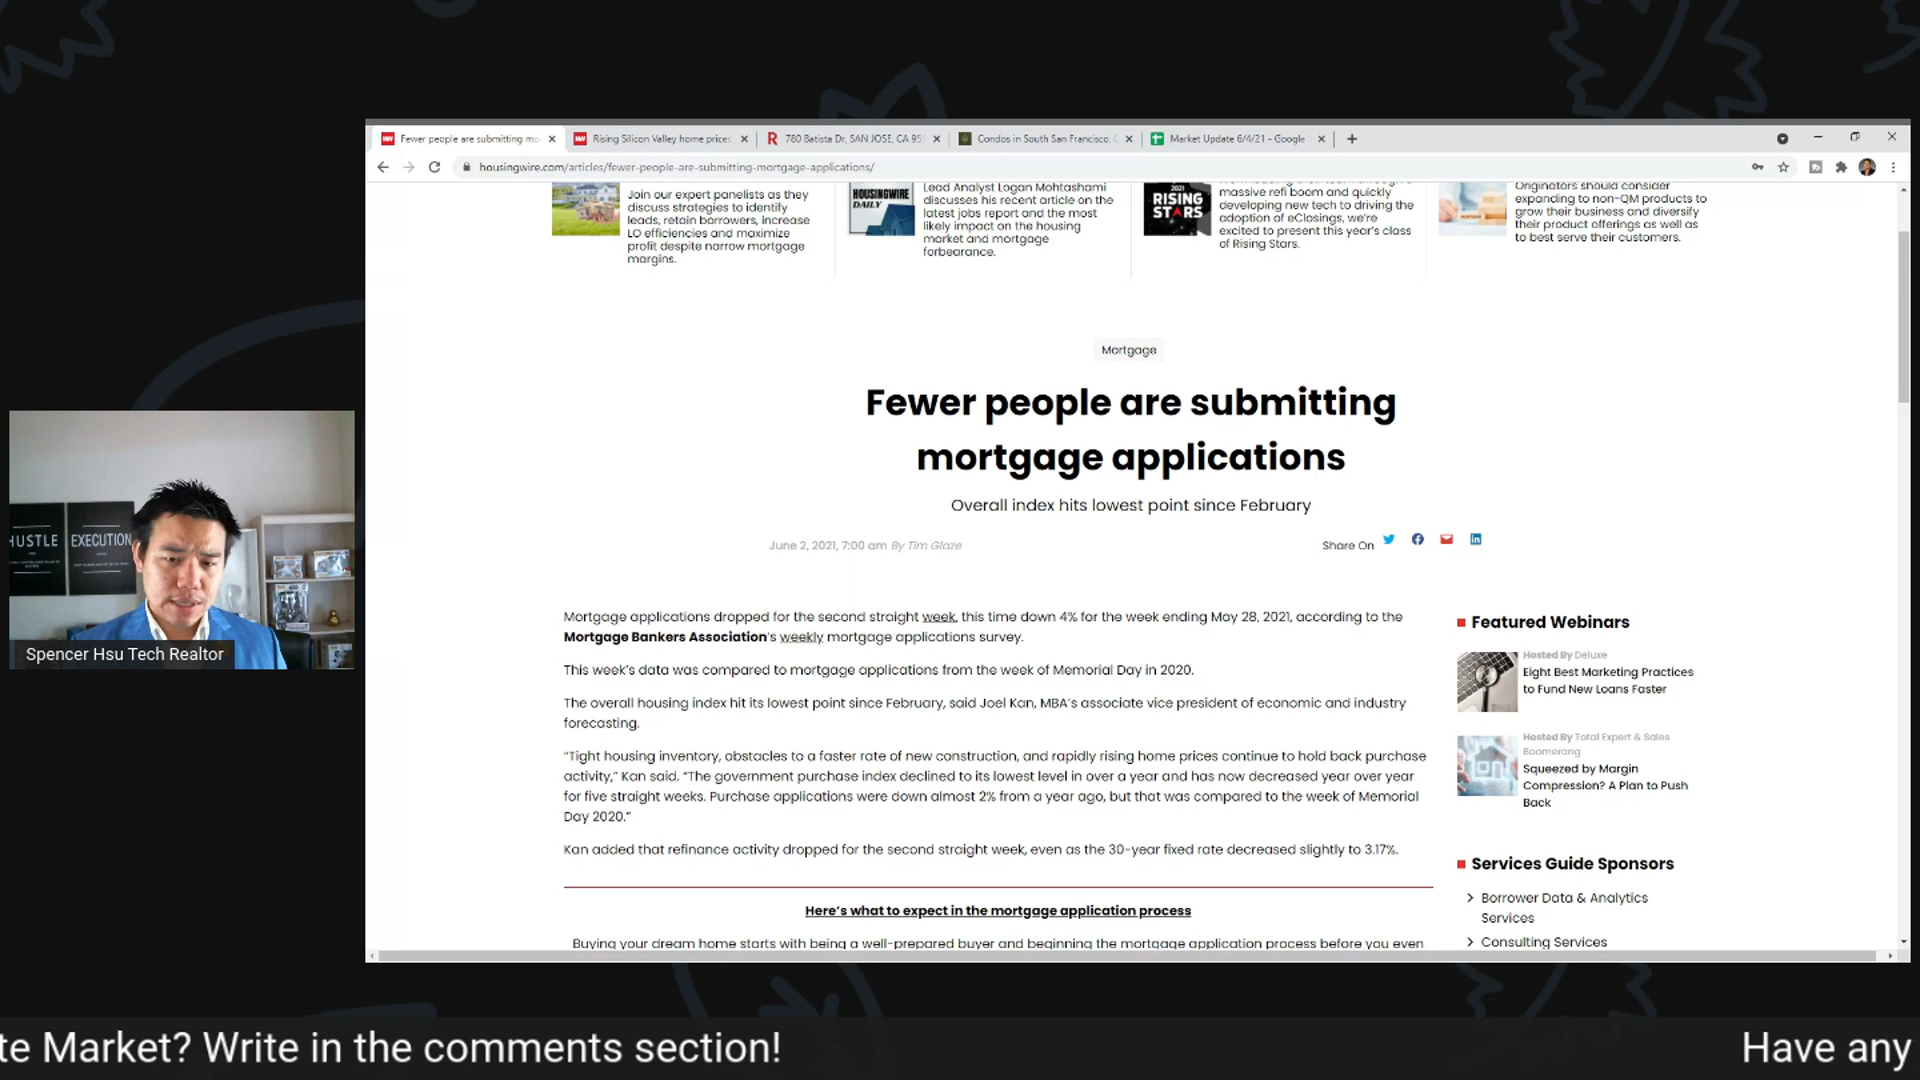 Fewer people are submitting mo
Rising Silicon Valley home prices
780 Batista Dr, SAN JOSE, CA 951
Condos in South San Francisco, C
Market Update 6/4/21 - Google
housingwire.com/articles/fewer-people-are-submitting-mortgage-applications/
Join our expert panelists as they
discuss strategies to identify
leads, retain borrowers, increase
LO efficiencies and maximize
profit despite narrow mortgage
margins.
HOUSINGWIRE
DAILY
Lead Analyst Logan Mohtashami
discusses his recent article on the
latest jobs report and the most
likely impact on the housing
market and mortgage
forbearance.
2021
RISING
STARS
massive refi boom and quickly
developing new tech to driving the
adoption of eClosings, we're
excited to present this year's class
of Rising Stars.
Originators should consider
expanding to non-QM products to
grow their business and diversify
their product offerings as well as
to best serve their customers.
Mortgage
Fewer people are submitting
mortgage applications
Overall index hits lowest point since February
June 2, 2021, 7:00 am By Tim Glaze
Share On
Mortgage applications dropped for the second straight week, this time down 4% for the week ending May 28, 2021, according to the
Mortgage Bankers Association's weekly mortgage applications survey.
This week's data was compared to mortgage applications from the week of Memorial Day in 2020.
The overall housing index hit its lowest point since February, said Joel Kan, MBA's associate vice president of economic and industry
forecasting.
"Tight housing inventory, obstacles to a faster rate of new construction, and rapidly rising home prices continue to hold back purchase
activity," Kan said. "The government purchase index declined to its lowest level in over a year and has now decreased year over year
for five straight weeks. Purchase applications were down almost 2% from a year ago, but that was compared to the week of Memorial
Day 2020."
Kan added that refinance activity dropped for the second straight week, even as the 30-year fixed rate decreased slightly to 3.17%.
Here's what to expect in the mortgage application process
Buying your dream home starts with being a well-prepared buyer and beginning the mortgage application process before you even
Featured Webinars
Hosted By Deluxe
Eight Best Marketing Practices
to Fund New Loans Faster
Hosted By Total Expert & Sales
Boomerang
Squeezed by Margin
Compression? A Plan to Push
Back
Services Guide Sponsors
Borrower Data & Analytics
Services
Consulting Services
HUSTLE
EXECUTION
Spencer Hsu Tech Realtor
te Market? Write in the comments section!
Have any